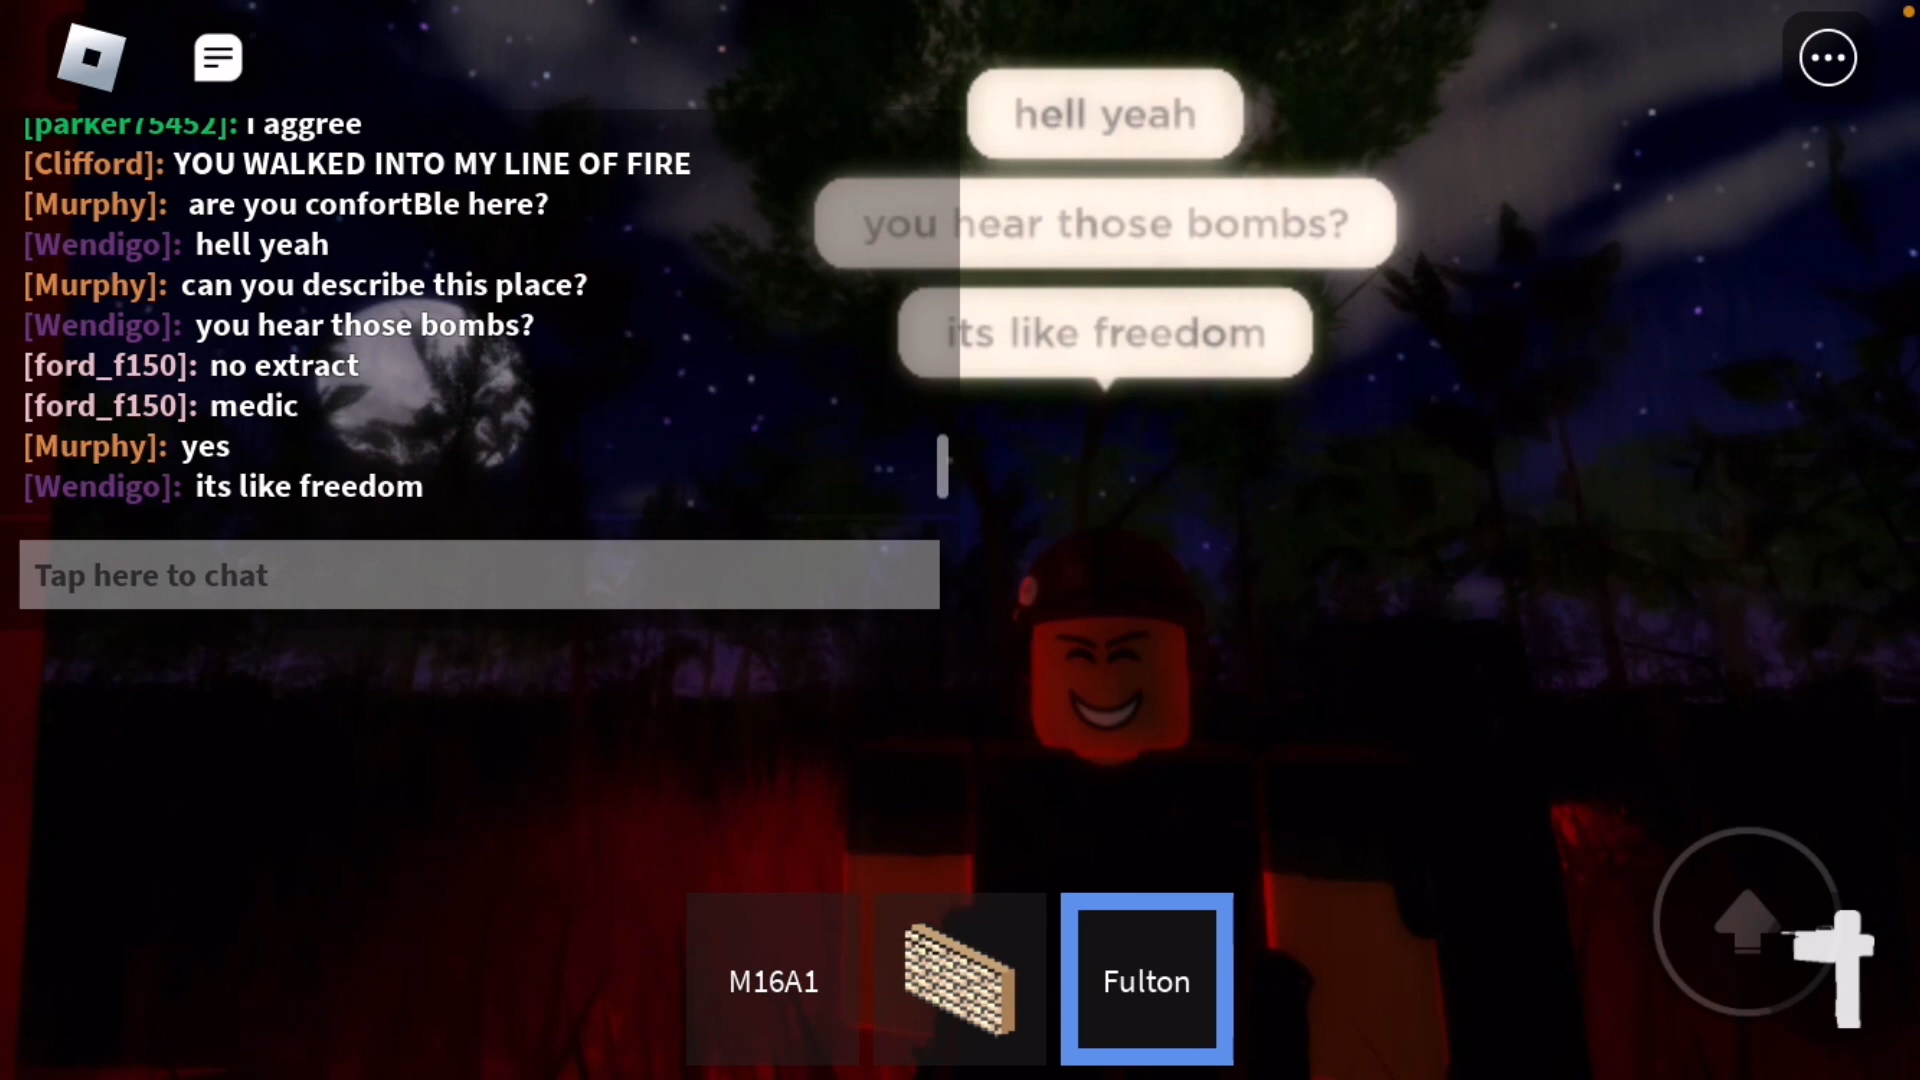 [parker75452]: I aggree
[Clifford]: YOU WALKED INTO MY LINE OF FIRE
[Murphy]: are you confortBle here?
[Wendigo]: hell yeah
[Murphy]: can you describe this place?
[Wendigo]: you hear those bombs?
[ford_f150]: no extract
[ford_f150]: medic
[Murphy]: yes
[Wendigo]: its like freedom
Tap here to chat
hell yeah
you hear those bombs?
its like freedom
M16A1
Fulton